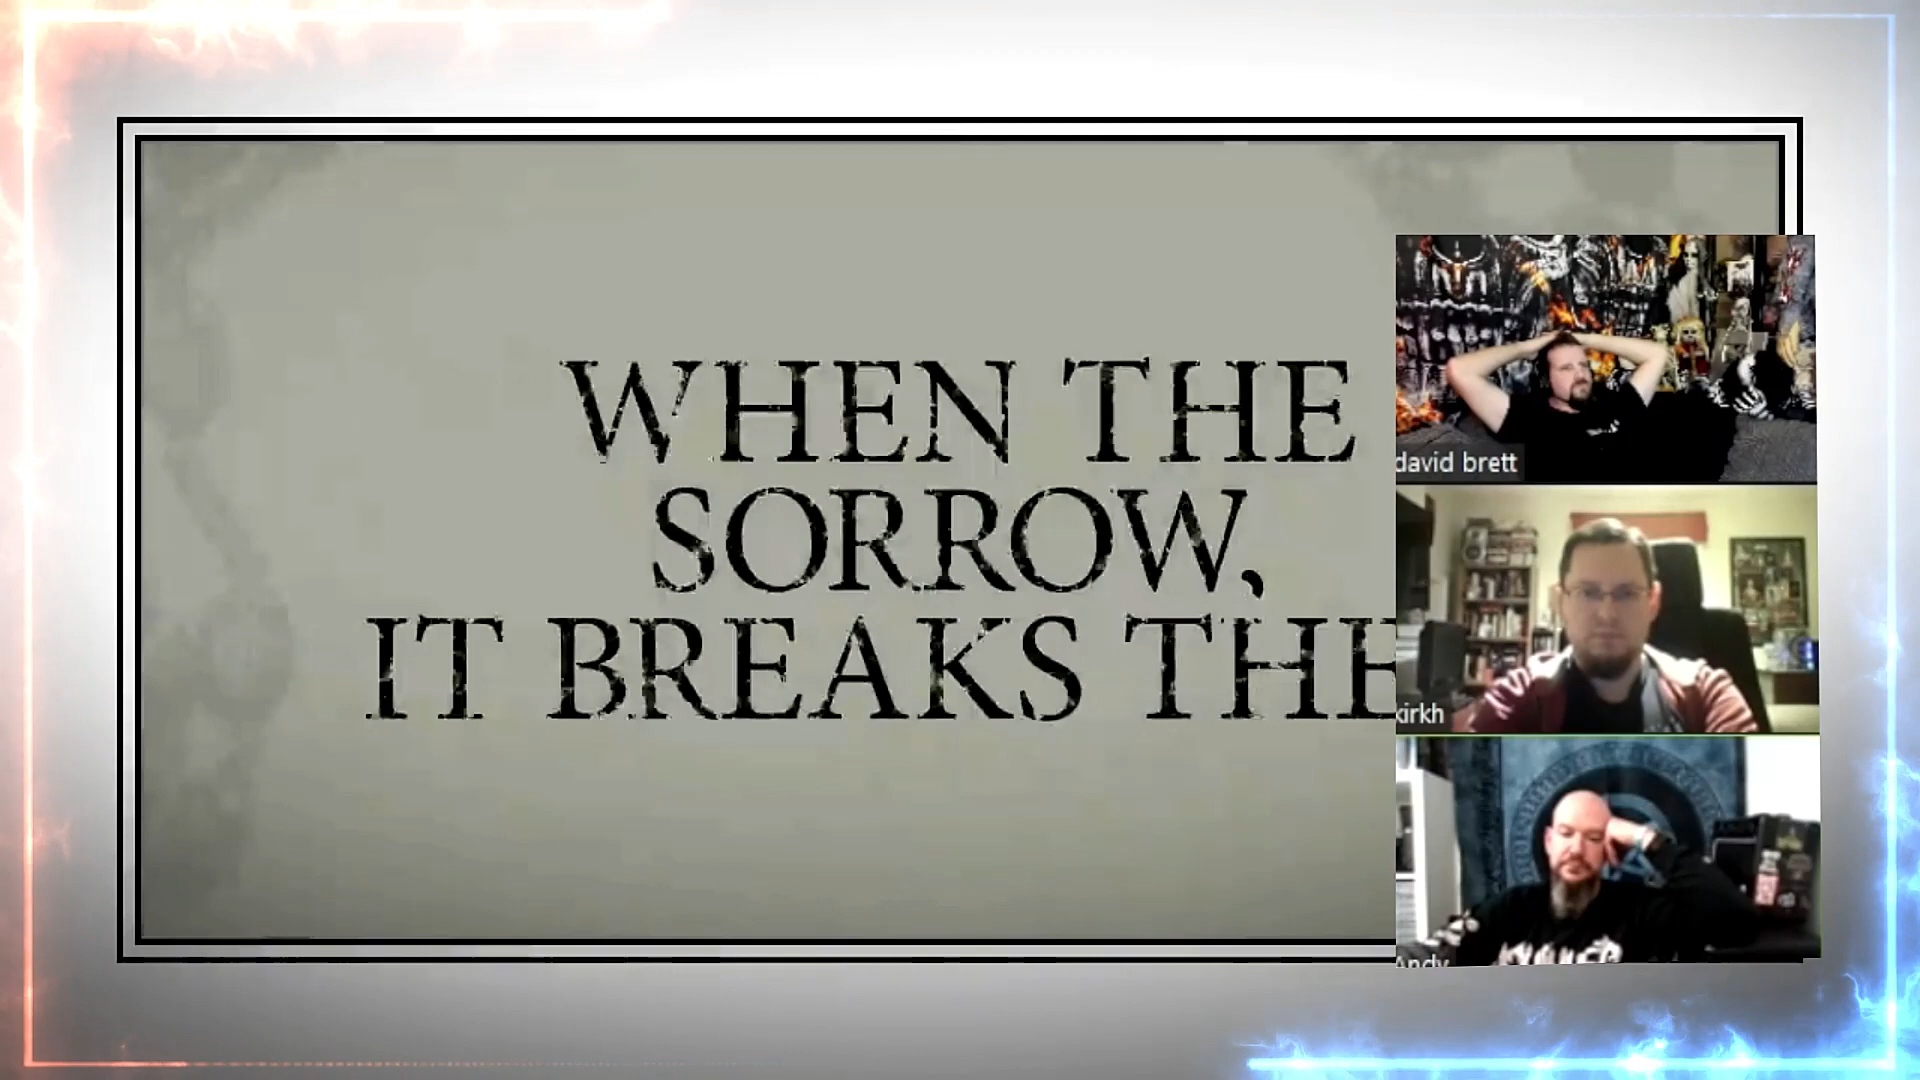 WHEN THE
SORROW,
IT BREAKS THE
david brett
kirkh
Andy